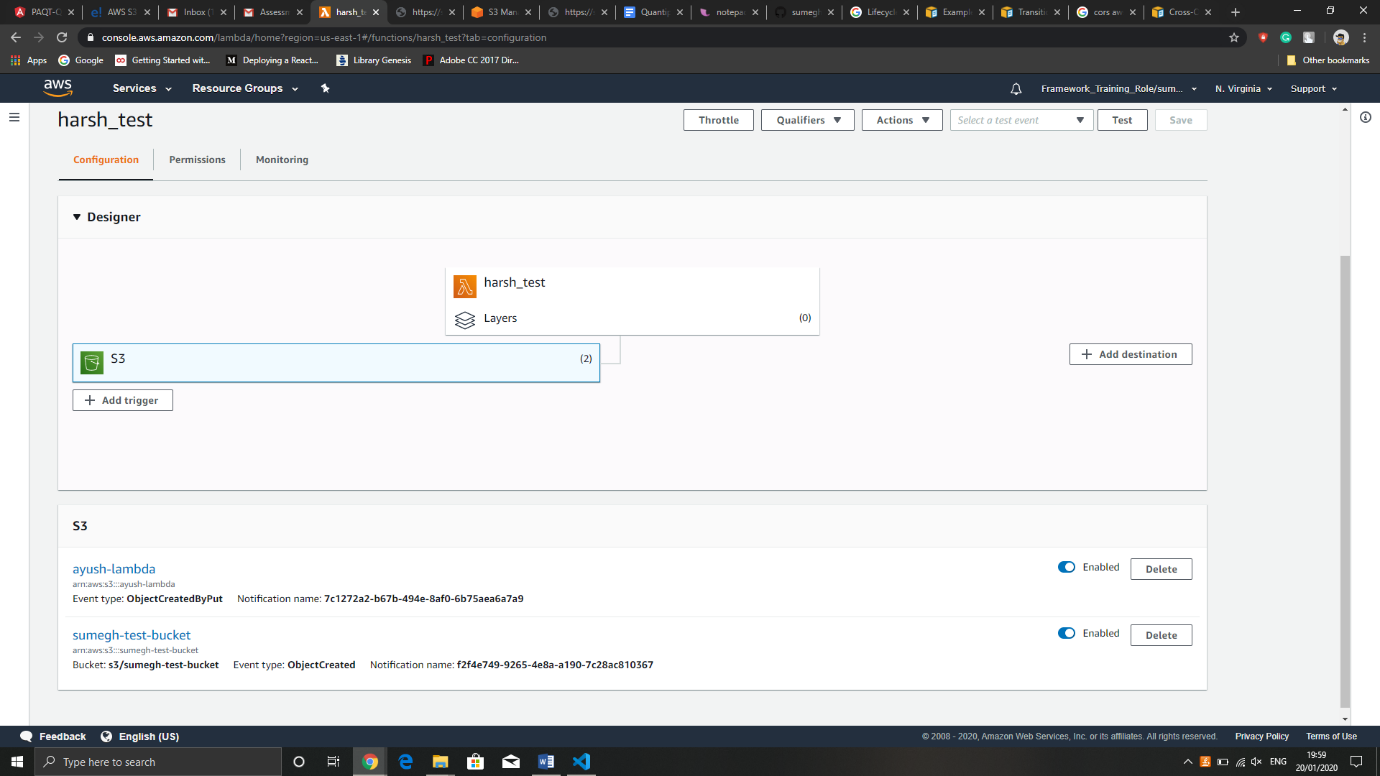 PAQT-Q AWS S3 Inbox (1 Assessm harsh_te https:// S3 Man https:// Quanti notepa sumegh Lifecycl Example Transiti cors aw Cross-O
console.aws.amazon.com/lambda/home?region=us-east-1#/functions/harsh_test?tab=configuration
Apps Google Getting Started wit... Deploying a React... Library Genesis Adobe CC 2017 Dir... Other bookmarks
aws Services Resource Groups Framework_Training_Role/sum... N. Virginia Support
harsh_test Throttle Qualifiers Actions Select a test event Test Save
Configuration Permissions Monitoring
Designer
harsh_test
Layers (0)
S3 (2) + Add destination
+ Add trigger
S3
ayush-lambda Enabled Delete
arn:aws:s3:::ayush-lambda
Event type: ObjectCreatedByPut Notification name: 7c1272a2-b67b-494e-8af0-6b75aea6a7a9
sumegh-test-bucket Enabled Delete
arn:aws:s3:::sumegh-test-bucket
Bucket: s3/sumegh-test-bucket Event type: ObjectCreated Notification name: f2f4e749-9265-4e8a-a190-7c28ac810367
Feedback English (US) © 2008 - 2020, Amazon Web Services, Inc. or its affiliates. All rights reserved. Privacy Policy Terms of Use
Type here to search ENG 19:59
20/01/2020